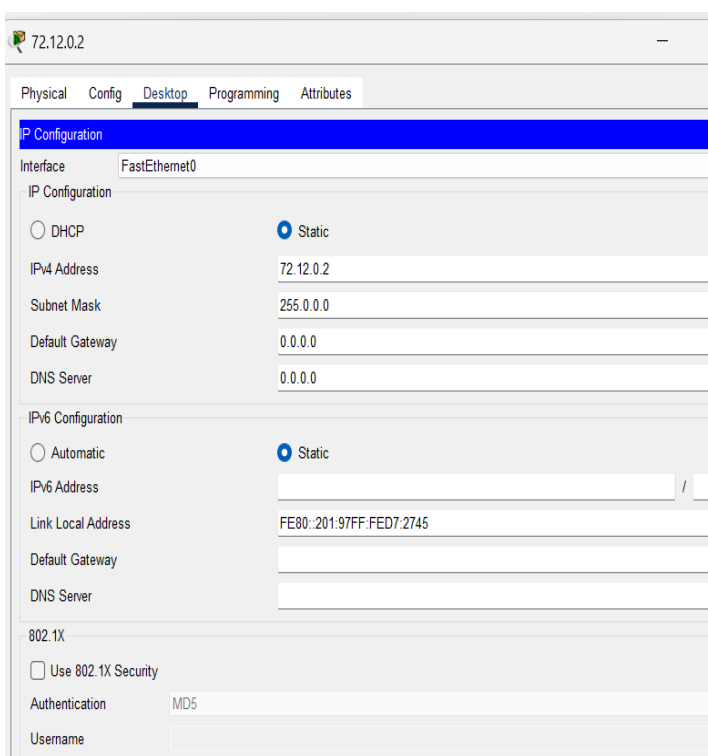 72.12.0.2
Physical Config Desktop Programming Attributes
IP Configuration
Interface FastEthernet0
IP Configuration
DHCP Static
IPv4 Address 72.12.0.2
Subnet Mask 255.0.0.0
Default Gateway 0.0.0.0
DNS Server 0.0.0.0
IPv6 Configuration
Automatic Static
IPv6 Address /
Link Local Address FE80::201:97FF:FED7:2745
Default Gateway
DNS Server
802.1X
Use 802.1X Security
Authentication MD5
Username